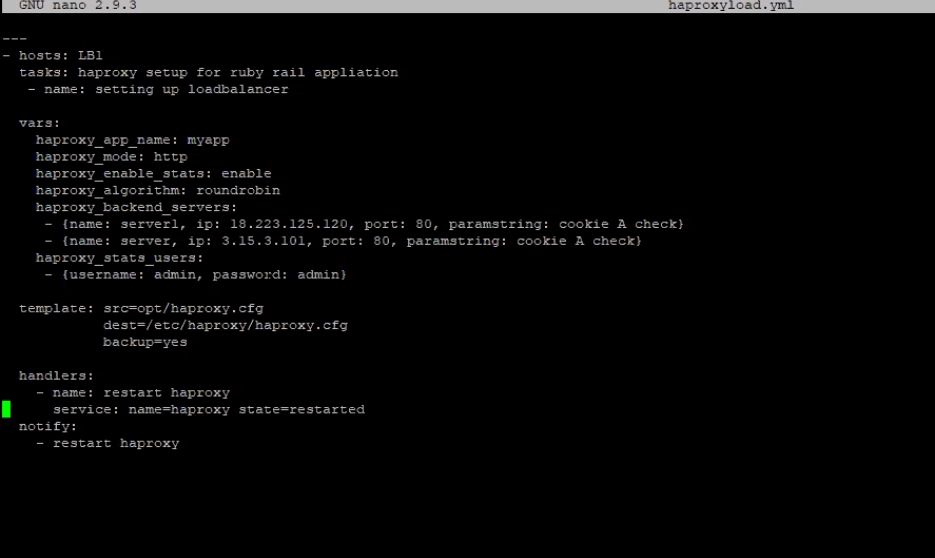 GNU nano 2.9.3 haproxyload.yml
---
- hosts: LB1
tasks: haproxy setup for ruby rail appliation
- name: setting up loadbalancer
vars:
haproxy_app_name: myapp
haproxy_mode: http
haproxy_enable_stats: enable
haproxy_algorithm: roundrobin
haproxy_backend_servers:
- {name: server1, ip: 18.223.125.120, port: 80, paramstring: cookie A check}
- {name: server, ip: 3.15.3.101, port: 80, paramstring: cookie A check}
haproxy_stats_users:
- {username: admin, password: admin}
template: src=opt/haproxy.cfg
dest=/etc/haproxy/haproxy.cfg
backup=yes
handlers:
- name: restart haproxy
service: name=haproxy state=restarted
notify:
- restart haproxy